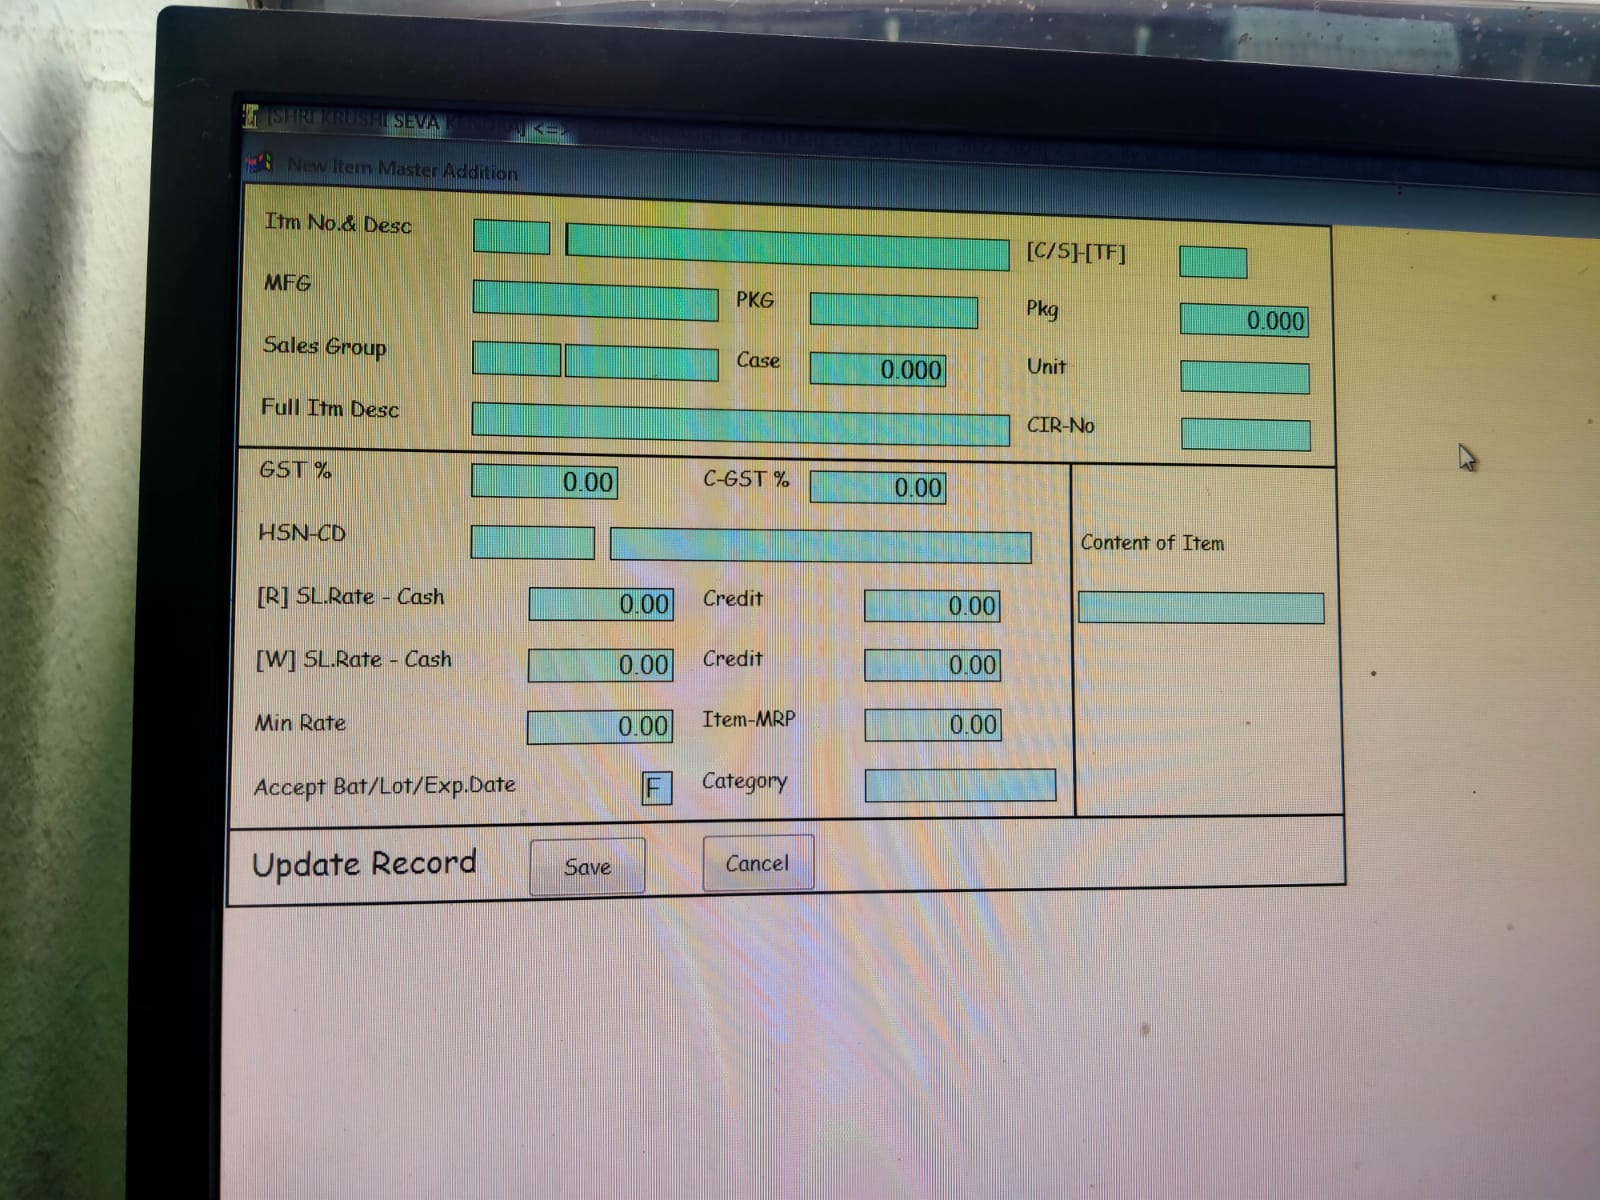 [SHRI KRUSHI SEVA <=>
New Item Master Addition
Itm No.& Desc [C/S]-[TF]
MFG PKG Pkg 0.000
Sales Group Case 0.000 Unit
Full Itm Desc CIR-No
GST % 0.00 C-GST % 0.00
HSN-CD Content of Item
[R] SL.Rate - Cash 0.00 Credit 0.00
[W] SL.Rate - Cash 0.00 Credit 0.00
Min Rate 0.00 Item-MRP 0.00
Accept Bat/Lot/Exp.Date F Category
Update Record Save Cancel